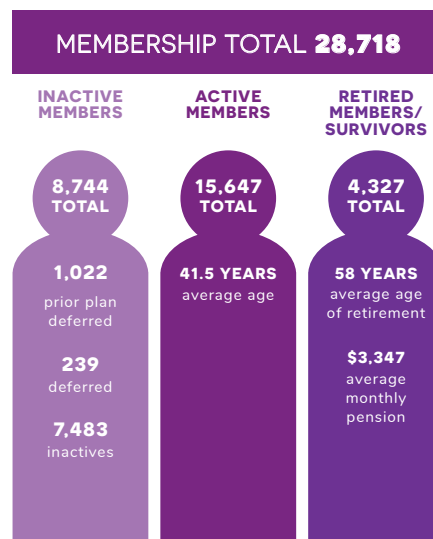 MEMBERSHIP TOTAL 28,718
INACTIVE
MEMBERS
8,744
TOTAL
1,022
prior plan
deferred
239
deferred
7,483
inactives
ACTIVE
MEMBERS
15,647
TOTAL
41.5 YEARS
average age
RETIRED
MEMBERS/
SURVIVORS
4,327
TOTAL
58 YEARS
average age
of retirement
$3,347
average
monthly
pension